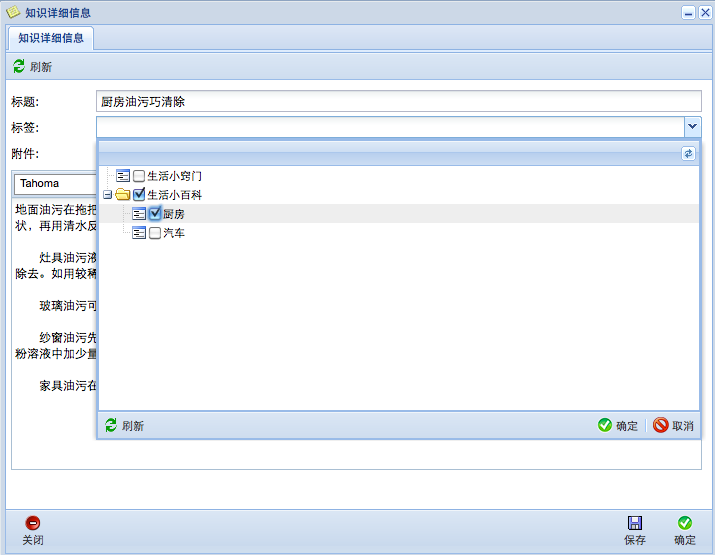 知识详细信息
知识详细信息
刷新
标题: 厨房油污巧清除
标签:
附件:
生活小窍门
生活小百科
厨房
汽车
Tahoma
地面油污在拖把
状，再用清水反
灶具油污液
除去。如用较稀
玻璃油污可
纱窗油污先
粉溶液中加少量
家具油污在
刷新 确定 取消
关闭 保存 确定